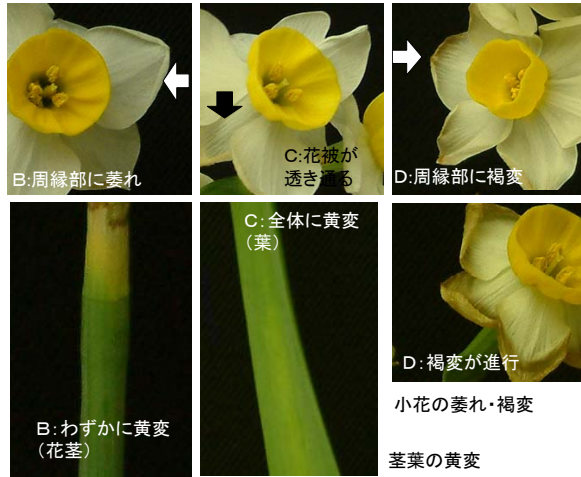 B:周縁部に萎れ
C:花被が
透き通る
D:周縁部に褐変
B:わずかに黄変
(花茎)
C:全体に黄変
(葉)
D:褐変が進行
小花の萎れ・褐変
茎葉の黄変